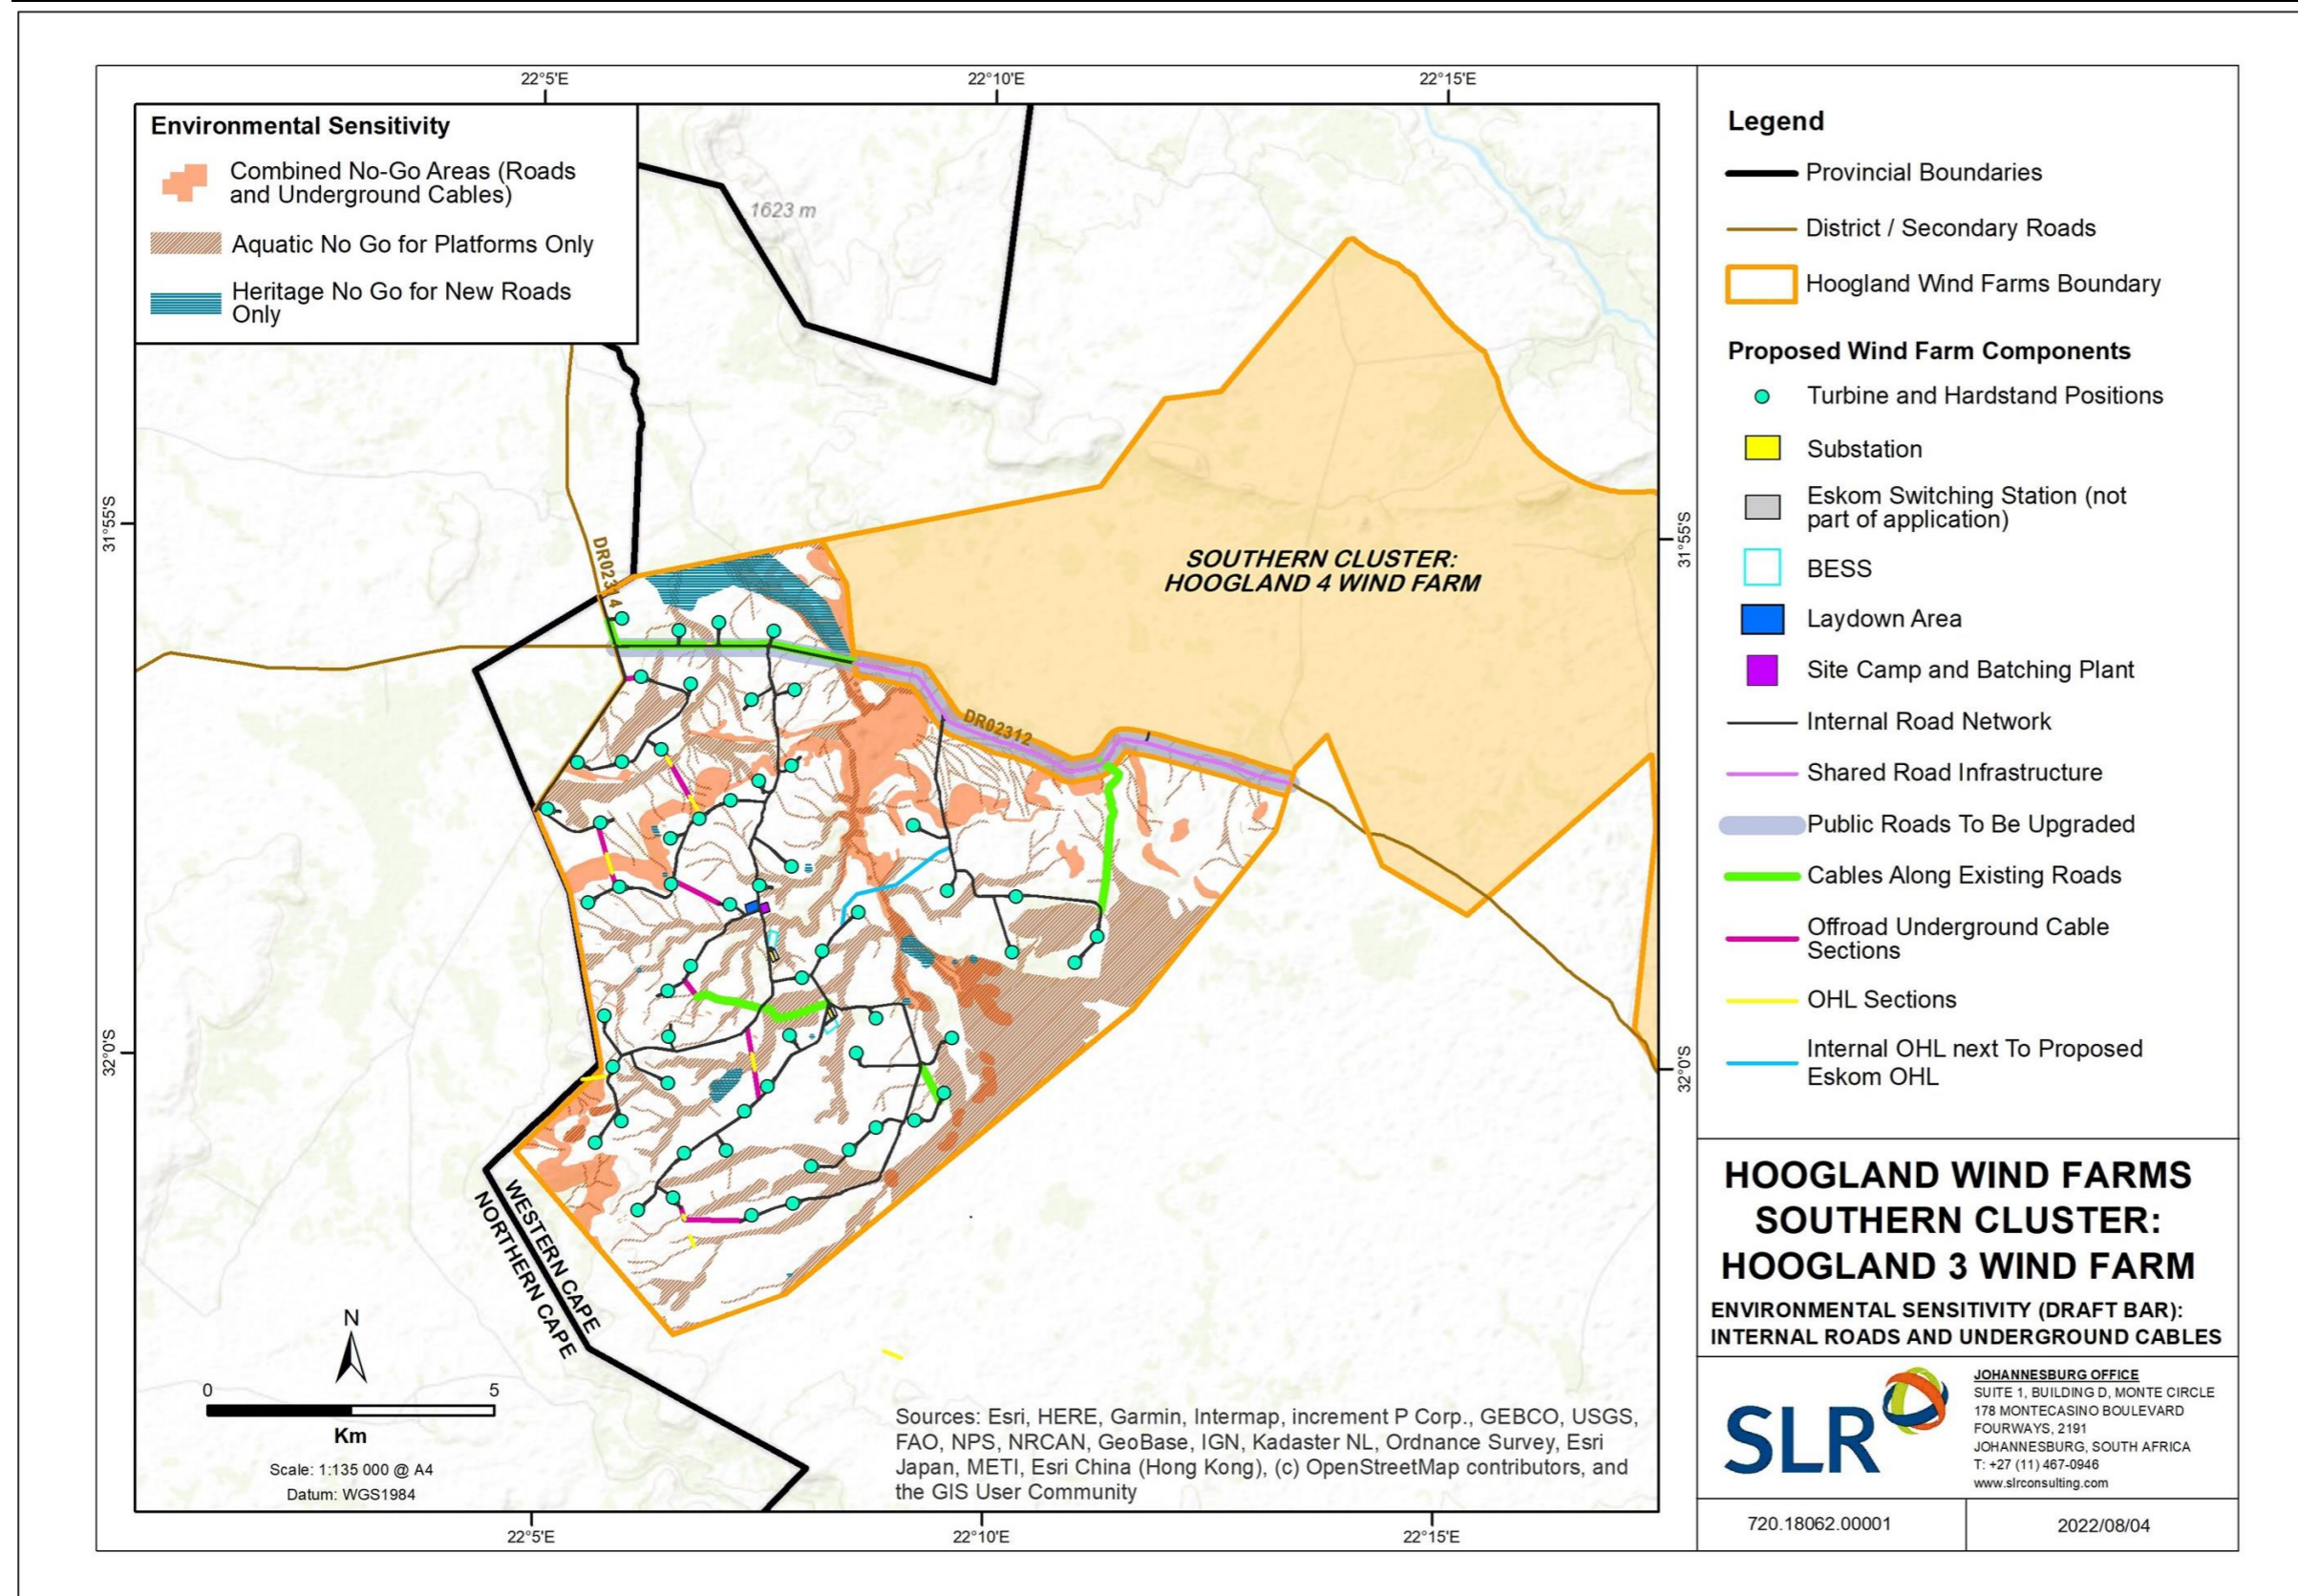 22°5'E
22°10'E
22°15'E
Environmental Sensitivity
Combined No-Go Areas (Roads
and Underground Cables)
Aquatic No Go for Platforms Only
Heritage No Go for New Roads
Only
1623 m
31°55'S
31°55'S
32°0'S
32°0'S
DR02314
DR02312
SOUTHERN CLUSTER:
HOOGLAND 4 WIND FARM
WESTERN CAPE
NORTHERN CAPE
N
0 5
Km
Scale: 1:135 000 @ A4
Datum: WGS1984
Sources: Esri, HERE, Garmin, Intermap, increment P Corp., GEBCO, USGS,
FAO, NPS, NRCAN, GeoBase, IGN, Kadaster NL, Ordnance Survey, Esri
Japan, METI, Esri China (Hong Kong), (c) OpenStreetMap contributors, and
the GIS User Community
22°5'E
22°10'E
22°15'E
Legend
Provincial Boundaries
District / Secondary Roads
Hoogland Wind Farms Boundary
Proposed Wind Farm Components
Turbine and Hardstand Positions
Substation
Eskom Switching Station (not
part of application)
BESS
Laydown Area
Site Camp and Batching Plant
Internal Road Network
Shared Road Infrastructure
Public Roads To Be Upgraded
Cables Along Existing Roads
Offroad Underground Cable
Sections
OHL Sections
Internal OHL next To Proposed
Eskom OHL
HOOGLAND WIND FARMS
SOUTHERN CLUSTER:
HOOGLAND 3 WIND FARM
ENVIRONMENTAL SENSITIVITY (DRAFT BAR):
INTERNAL ROADS AND UNDERGROUND CABLES
SLR
JOHANNESBURG OFFICE
SUITE 1, BUILDING D, MONTE CIRCLE
178 MONTECASINO BOULEVARD
FOURWAYS, 2191
JOHANNESBURG, SOUTH AFRICA
T: +27 (11) 467-0946
www.slrconsulting.com
720.18062.00001
2022/08/04